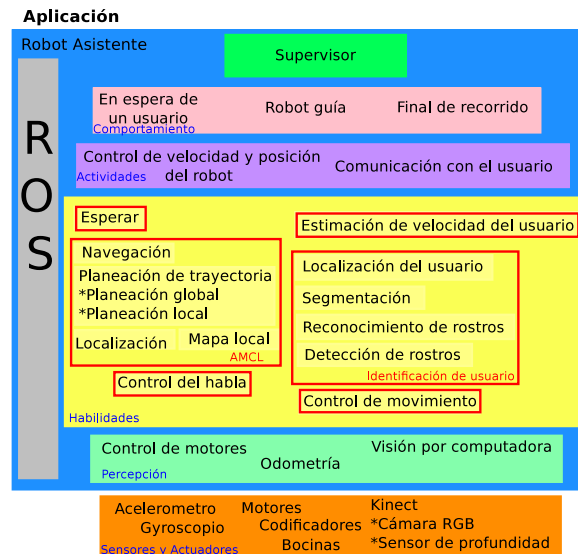 Aplicación
Robot Asistente
Supervisor
ROS
En espera de
un usuario
Robot guía
Final de recorrido
Comportamiento
Control de velocidad y posición
del robot
Comunicación con el usuario
Actividades
Esperar
Estimación de velocidad del usuario
Navegación
Planeación de trayectoria
*Planeación global
*Planeación local
Localización
Mapa local
AMCL
Localización del usuario
Segmentación
Reconocimiento de rostros
Detección de rostros
Identificación de usuario
Control del habla
Control de movimiento
Habilidades
Control de motores
Odometría
Visión por computadora
Percepción
Acelerometro
Gyroscopio
Motores
Codificadores
Bocinas
Kinect
*Cámara RGB
*Sensor de profundidad
Sensores y Actuadores